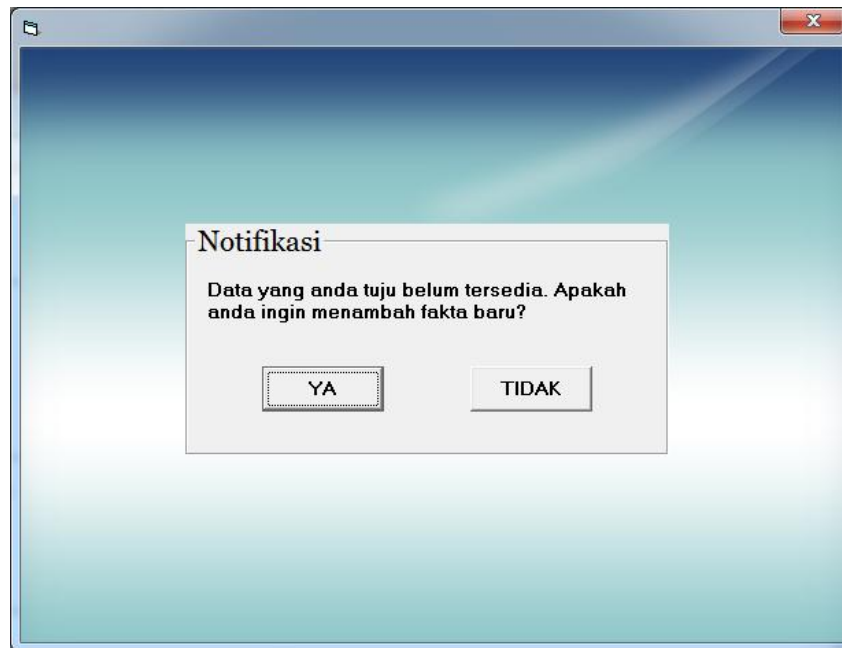 Notifikasi
Data yang anda tuju belum tersedia. Apakah
anda ingin menambah fakta baru?
YA
TIDAK